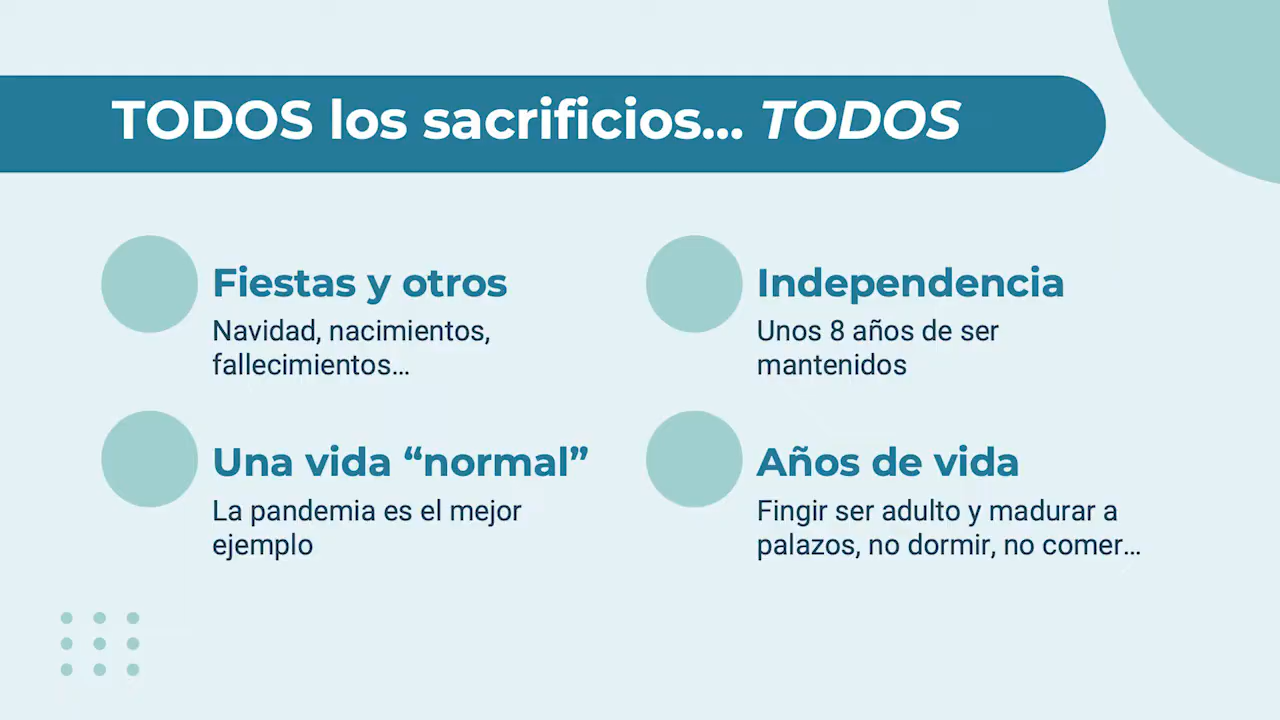 TODOS los sacrificios... TODOS
Fiestas y otros
Navidad, nacimientos,
fallecimientos...
Independencia
Unos 8 años de ser
mantenidos
Una vida “normal”
La pandemia es el mejor
ejemplo
Años de vida
Fingir ser adulto y madurar a
palazos, no dormir, no comer...